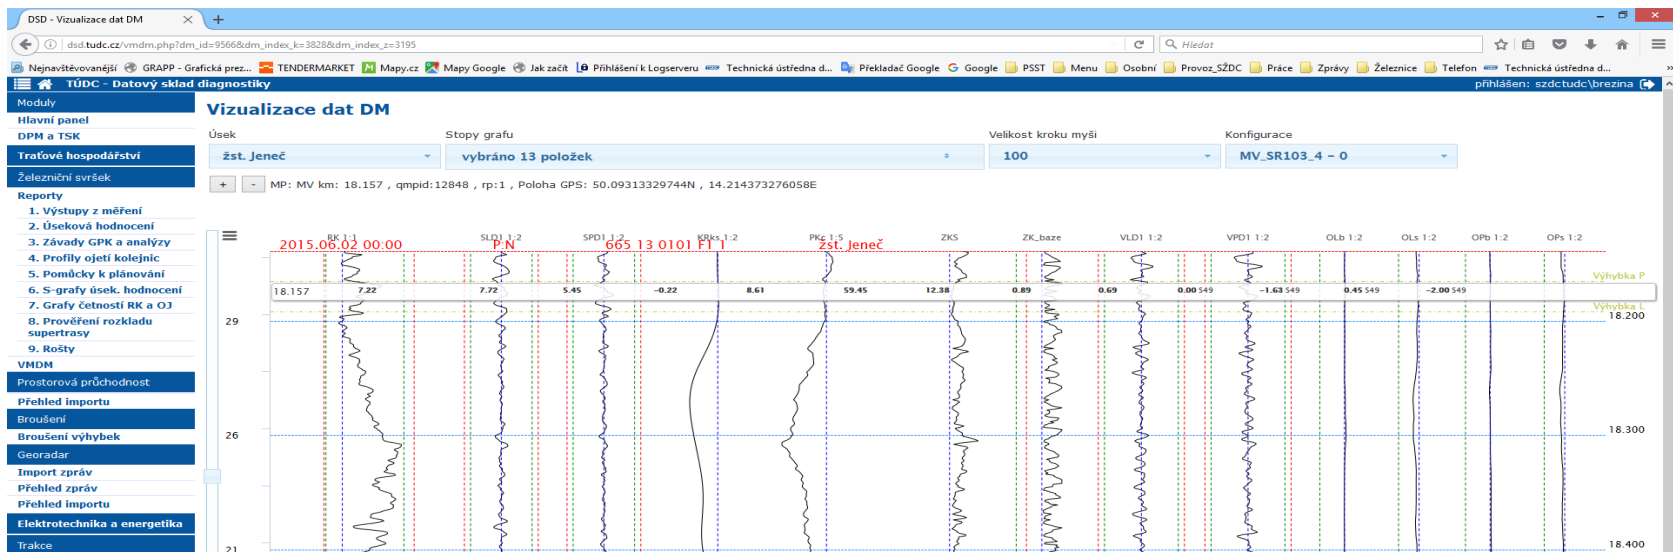 DSD - Vizualizace dat DM
dsd.tudc.cz/vmdm.php?dm_id=9566&dm_index_k=3828&dm_index_z=3195
Hledat
Nejnavštěvovanější GRAPP - Grafická prez... TENDERMARKET Mapy.cz Mapy Google Jak začít Přihlášení k Logserveru Technická ústředna d... Překladač Google Google PSST Menu Osobní Provoz_SŽDC Práce Zprávy Železnice Telefon Technická ústředna d...
TÚDC - Datový sklad diagnostiky
přihlášen: szdctudc\brezina
Moduly
Hlavní panel
DPM a TSK
Traťové hospodářství
Železniční svršek
Reporty
1. Výstupy z měření
2. Úseková hodnocení
3. Závady GPK a analýzy
4. Profily ojetí kolejnic
5. Pomůcky k plánování
6. S-grafy úsek. hodnocení
7. Grafy četností RK a OJ
8. Prověření rozkladu
supertrasy
9. Rošty
VMDM
Prostorová průchodnost
Přehled importu
Broušení
Broušení výhybek
Georadar
Import zpráv
Přehled zpráv
Přehled importu
Elektrotechnika a energetika
Trakce
Vizualizace dat DM
Úsek Stopy grafu Velikost kroku myši Konfigurace
žst. Jeneč vybráno 13 položek 100 MV_SR103_4 - 0
+ - MP: MV km: 18.157 , qmpid:12848 , rp:1 , Poloha GPS: 50.09313329744N , 14.214373276058E
RK 1:1 SLD1 1:2 SPD1 1:2 KRks 1:2 PKc 1:5 ZKS ZK_baze VLD1 1:2 VPD1 1:2 OLb 1:2 OLs 1:2 OPb 1:2 OPs 1:2
2015.06.02 00:00 P:N 665 13 0101 F1 1 žst. Jeneč
Výhybka P
18.157 7.22 7.72 5.45 -0.22 8.61 59.45 12.38 0.89 0.69 0.00 S49 -1.63 S49 0.45 S49 -2.00 S49
Výhybka L
29 18.200
26 18.300
21 18.400